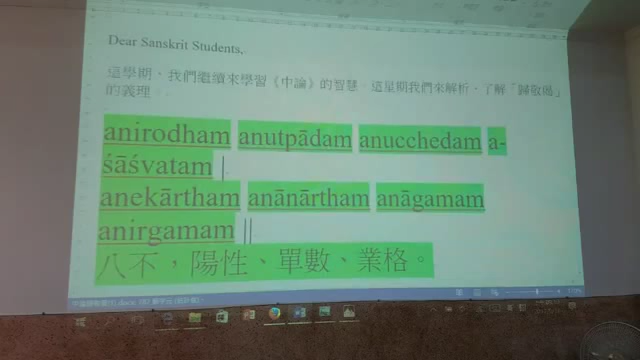 Dear Sanskrit Students,
這學期、我們繼續來學習《中論》的智慧。這星期我們來解析、了解「歸敬偈」
的義理。
anirodham anutpādam anucchedam a-
śāśvatam |
anekārtham anānārtham anāgamam
anirgamam ||
八不，陽性、單數、業格。